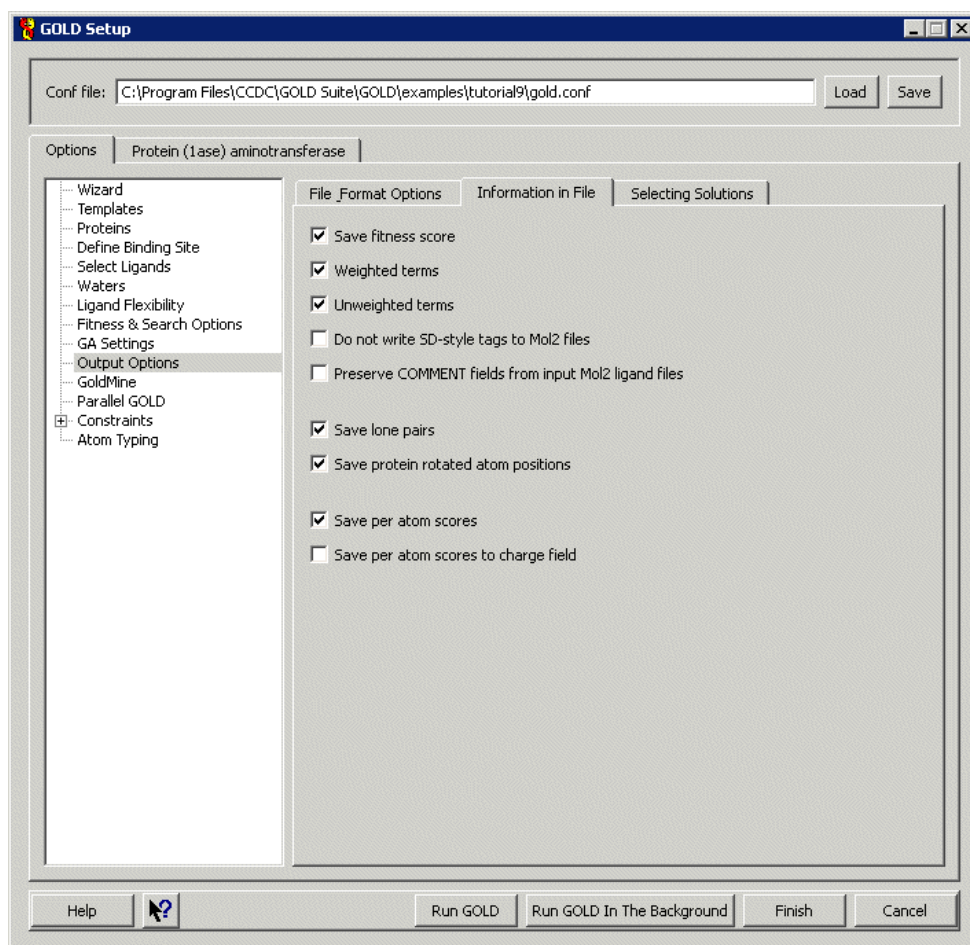 GOLD Setup
Conf file: C:\Program Files\CCDC\GOLD Suite\GOLD\examples\tutorial9\gold.conf Load Save
Options Protein (1ase) aminotransferase
Wizard
Templates
Proteins
Define Binding Site
Select Ligands
Waters
Ligand Flexibility
Fitness & Search Options
GA Settings
Output Options
GoldMine
Parallel GOLD
Constraints
Atom Typing
File_Format Options Information in File Selecting Solutions
Save fitness score
Weighted terms
Unweighted terms
Do not write SD-style tags to Mol2 files
Preserve COMMENT fields from input Mol2 ligand files
Save lone pairs
Save protein rotated atom positions
Save per atom scores
Save per atom scores to charge field
Help ? Run GOLD Run GOLD In The Background Finish Cancel